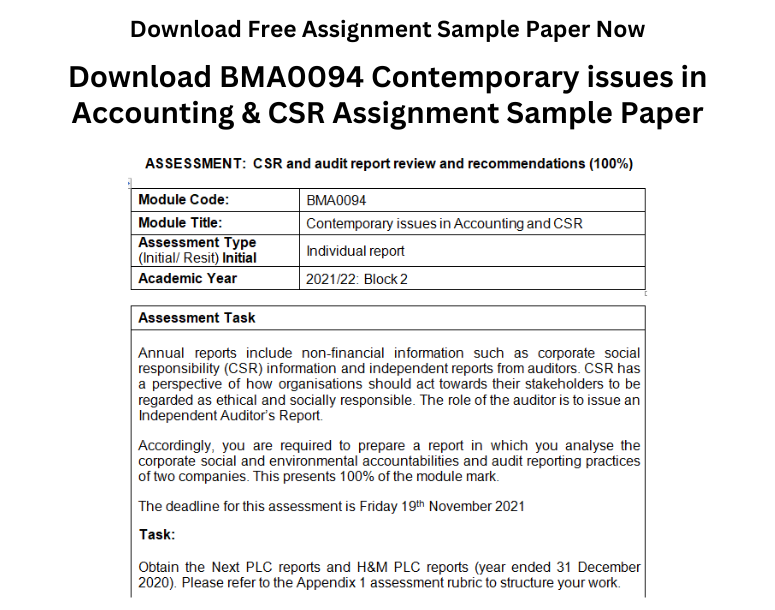 Download Free Assignment Sample Paper Now
Download BMA0094 Contemporary issues in
Accounting & CSR Assignment Sample Paper
ASSESSMENT: CSR and audit report review and recommendations (100%)
Module Code: BMA0094
Module Title: Contemporary issues in Accounting and CSR
Assessment Type
(Initial/ Resit) Initial
Individual report
Academic Year 2021/22: Block 2
Assessment Task
Annual reports include non-financial information such as corporate social
responsibility (CSR) information and independent reports from auditors. CSR has
a perspective of how organisations should act towards their stakeholders to be
regarded as ethical and socially responsible. The role of the auditor is to issue an
Independent Auditor's Report.
Accordingly, you are required to prepare a report in which you analyse the
corporate social and environmental accountabilities and audit reporting practices
of two companies. This presents 100% of the module mark.
The deadline for this assessment is Friday 19th November 2021
Task:
Obtain the Next PLC reports and H&M PLC reports (year ended 31 December
2020). Please refer to the Appendix 1 assessment rubric to structure your work.